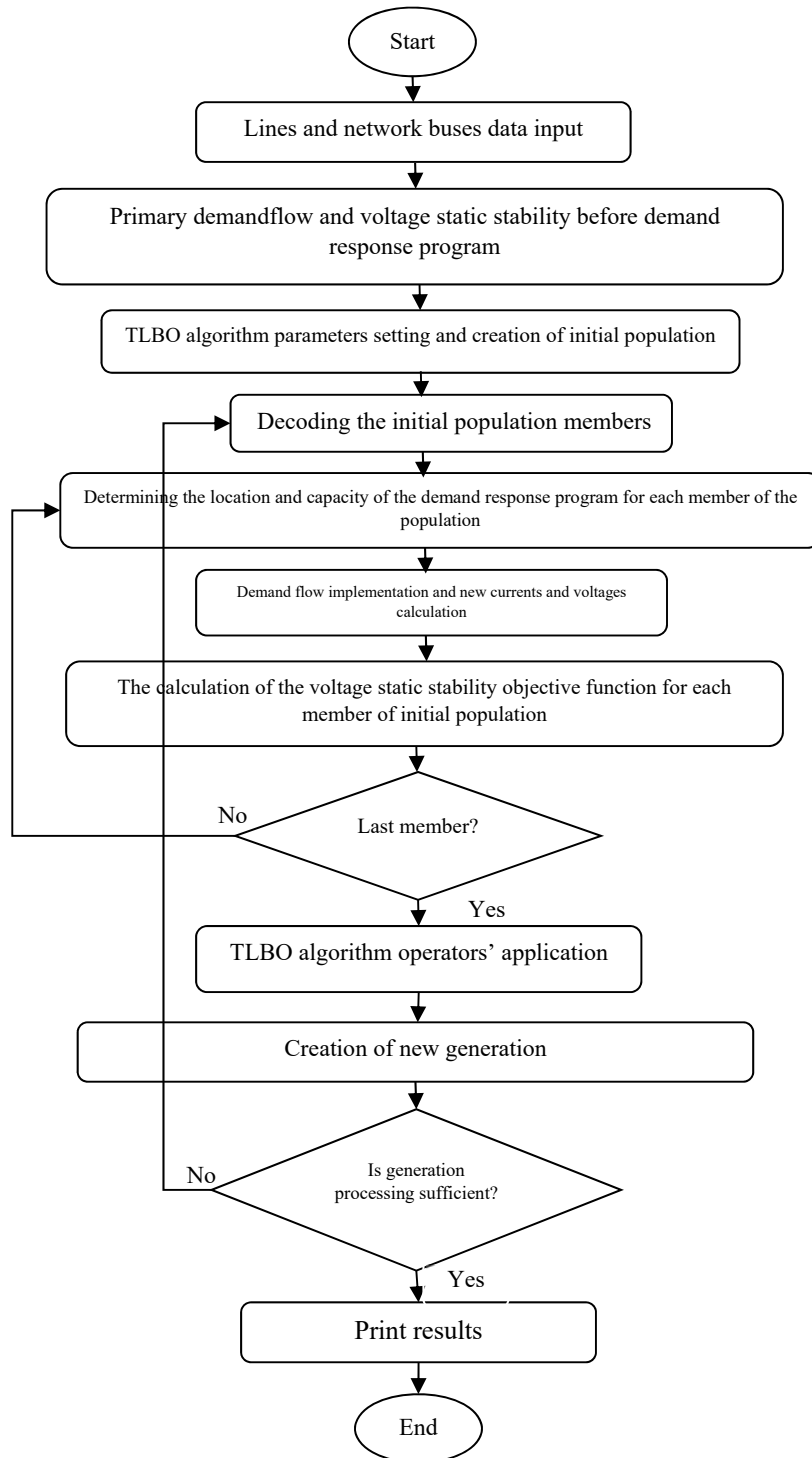 Start
Lines and network buses data input
Primary demandflow and voltage static stability before demand
response program
TLBO algorithm parameters setting and creation of initial population
Decoding the initial population members
Determining the location and capacity of the demand response program for each member of the
population
Demand flow implementation and new currents and voltages
calculation
The calculation of the voltage static stability objective function for each
member of initial population
No
Last member?
Yes
TLBO algorithm operators’ application
Creation of new generation
No
Is generation
processing sufficient?
Yes
Print results
End